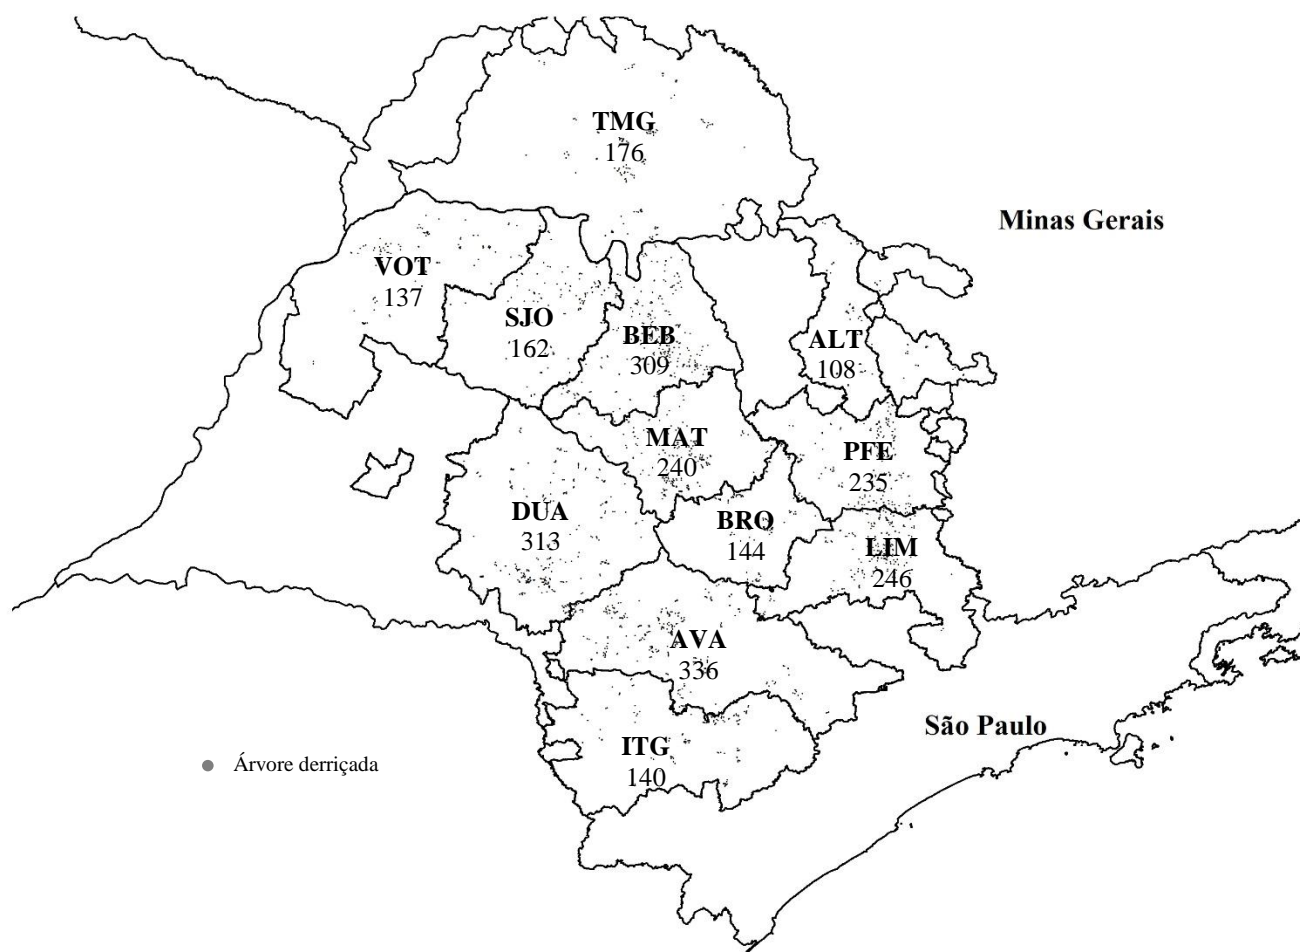 TMG
176
Minas Gerais
VOT
137
SJO
162
BEB
309
ALT
108
MAT
240
PFE
235
DUA
313
BRO
144
LIM
246
AVA
336
São Paulo
ITG
140
Árvore derriçada